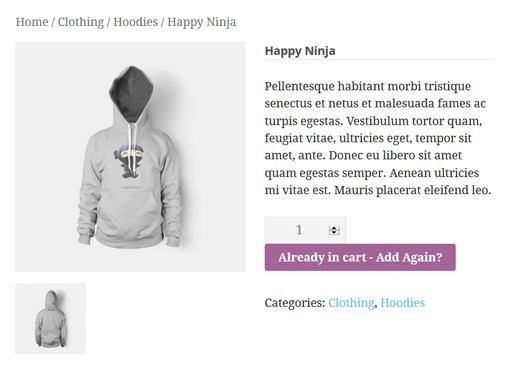 Home / Clothing / Hoodies / Happy Ninja
Happy Ninja
Pellentesque habitant morbi tristique
senectus et netus et malesuada fames ac
turpis egestas. Vestibulum tortor quam,
feugiat vitae, ultricies eget, tempor sit
amet, ante. Donec eu libero sit amet
quam egestas semper. Aenean ultricies
mi vitae est. Mauris placerat eleifend leo.
1
Already in cart - Add Again?
Categories: Clothing, Hoodies